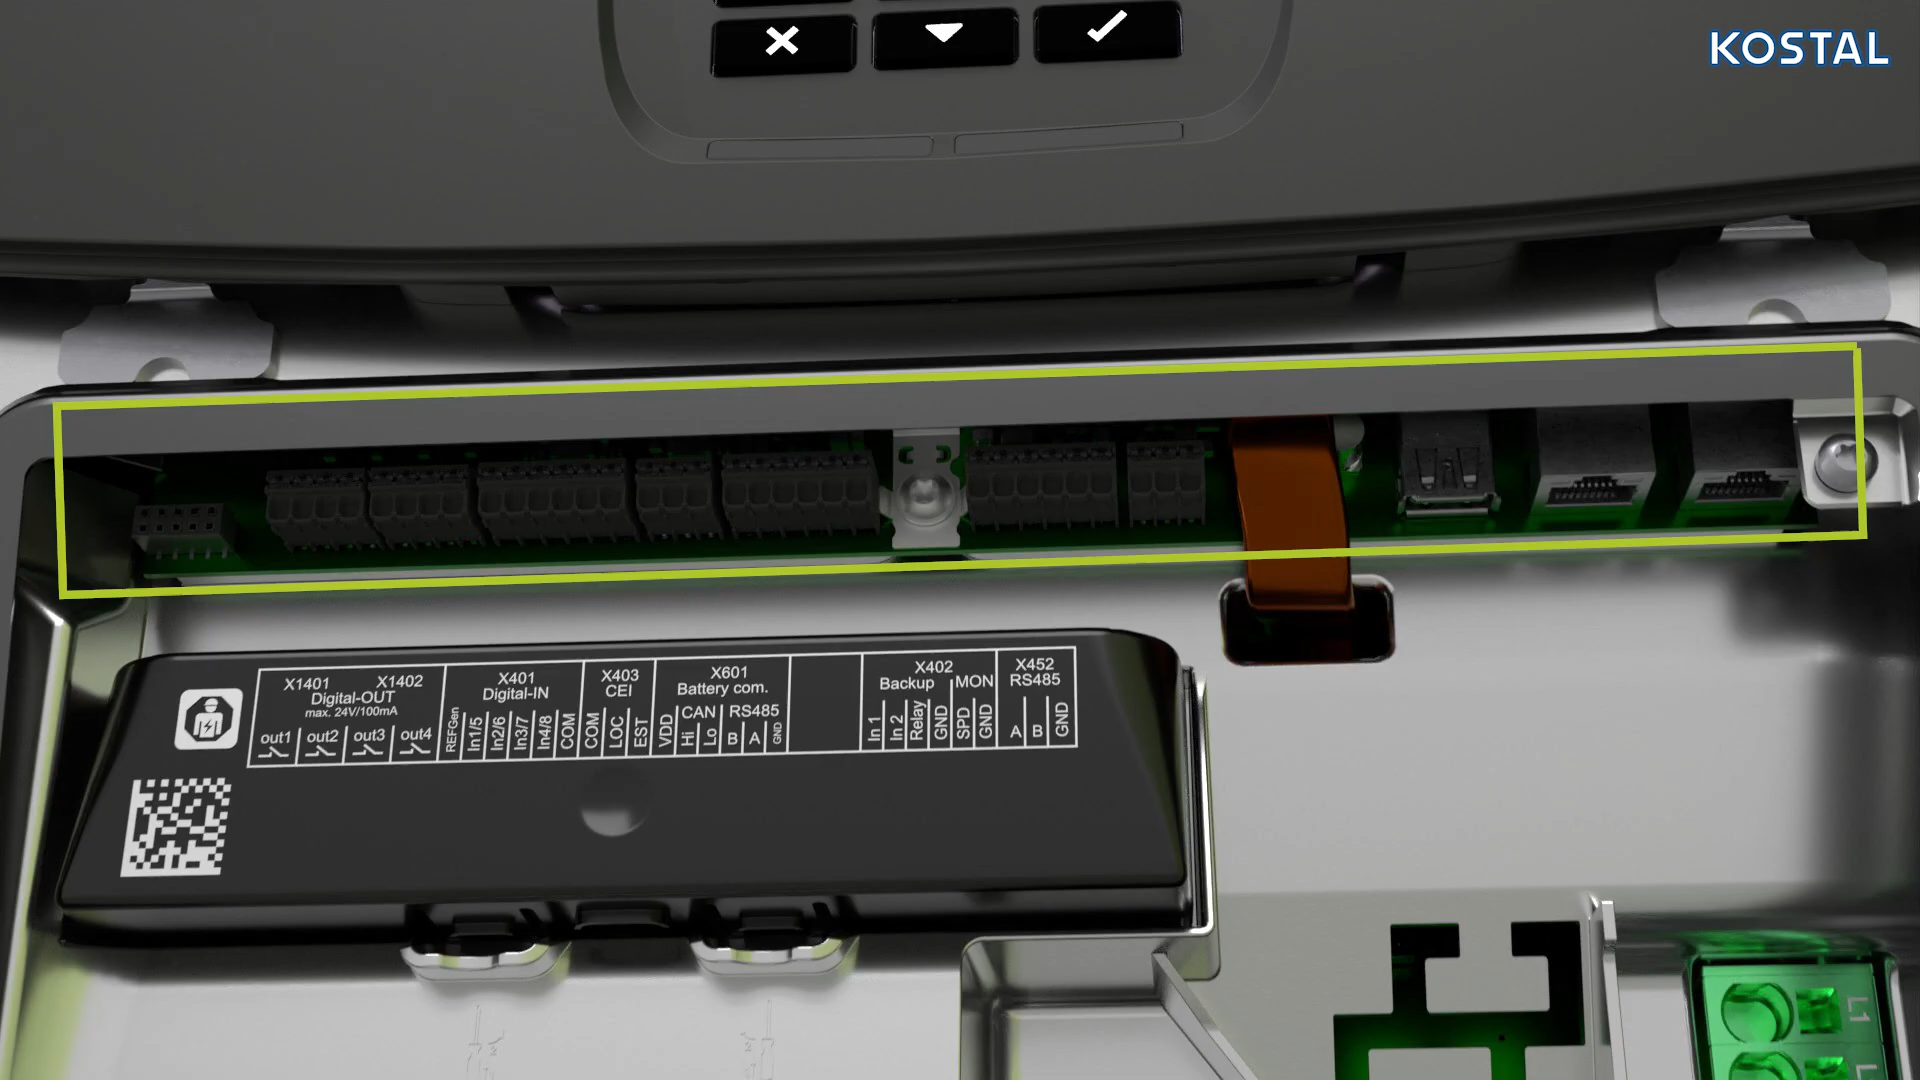 KOSTAL
X1401 X1402
Digital-OUT
max. 24V/100mA
out1 out2 out3 out4
X401
Digital-IN
REFGen In1/5 In2/6 In3/7 In4/8 COM
X403
CEI
COM LOC EST
X601
Battery com.
CAN RS485
VDD Hi Lo B A GND
X402
Backup MON
In 1 In 2 Relay GND SPD GND
X452
RS485
A B GND
L1